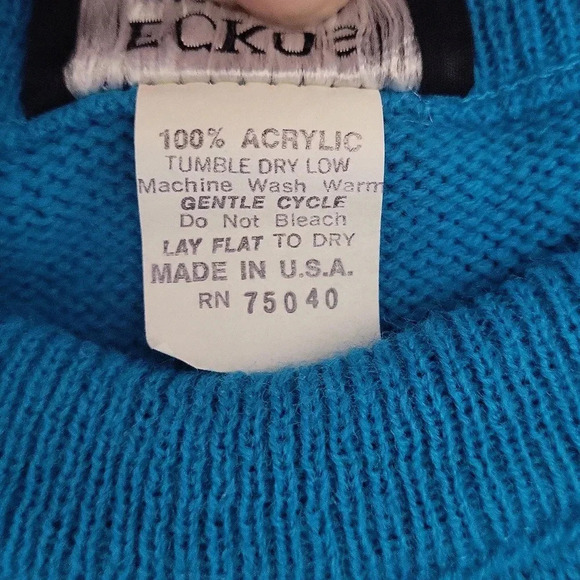 100% ACRYLIC
TUMBLE DRY LOW
Machine Wash Warm
GENTLE CYCLE
Do Not Bleach
LAY FLAT TO DRY
MADE IN U.S.A.
RN 75040